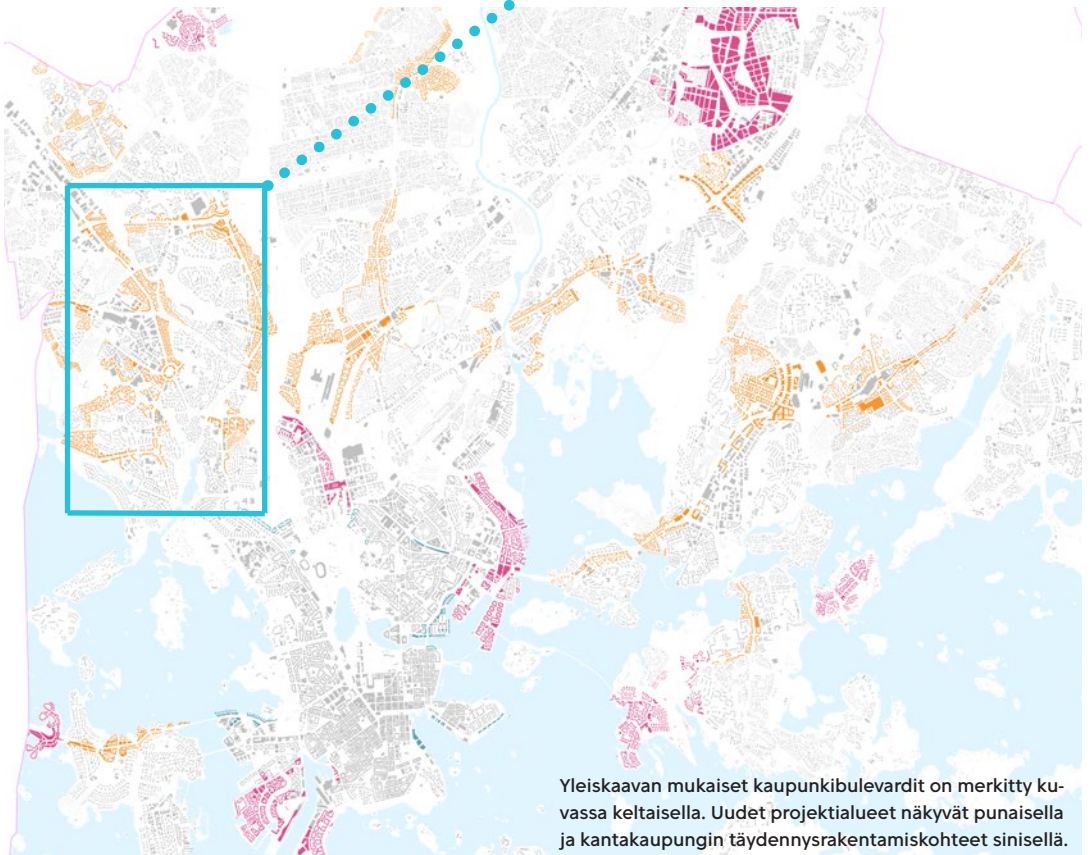 Yleiskaavan mukaiset kaupunkibulevardit on merkitty ku-
vassa keltaisella. Uudet projektialueet näkyvät punaisella
ja kantakaupungin täydennysrakentamiskohteet sinisellä.